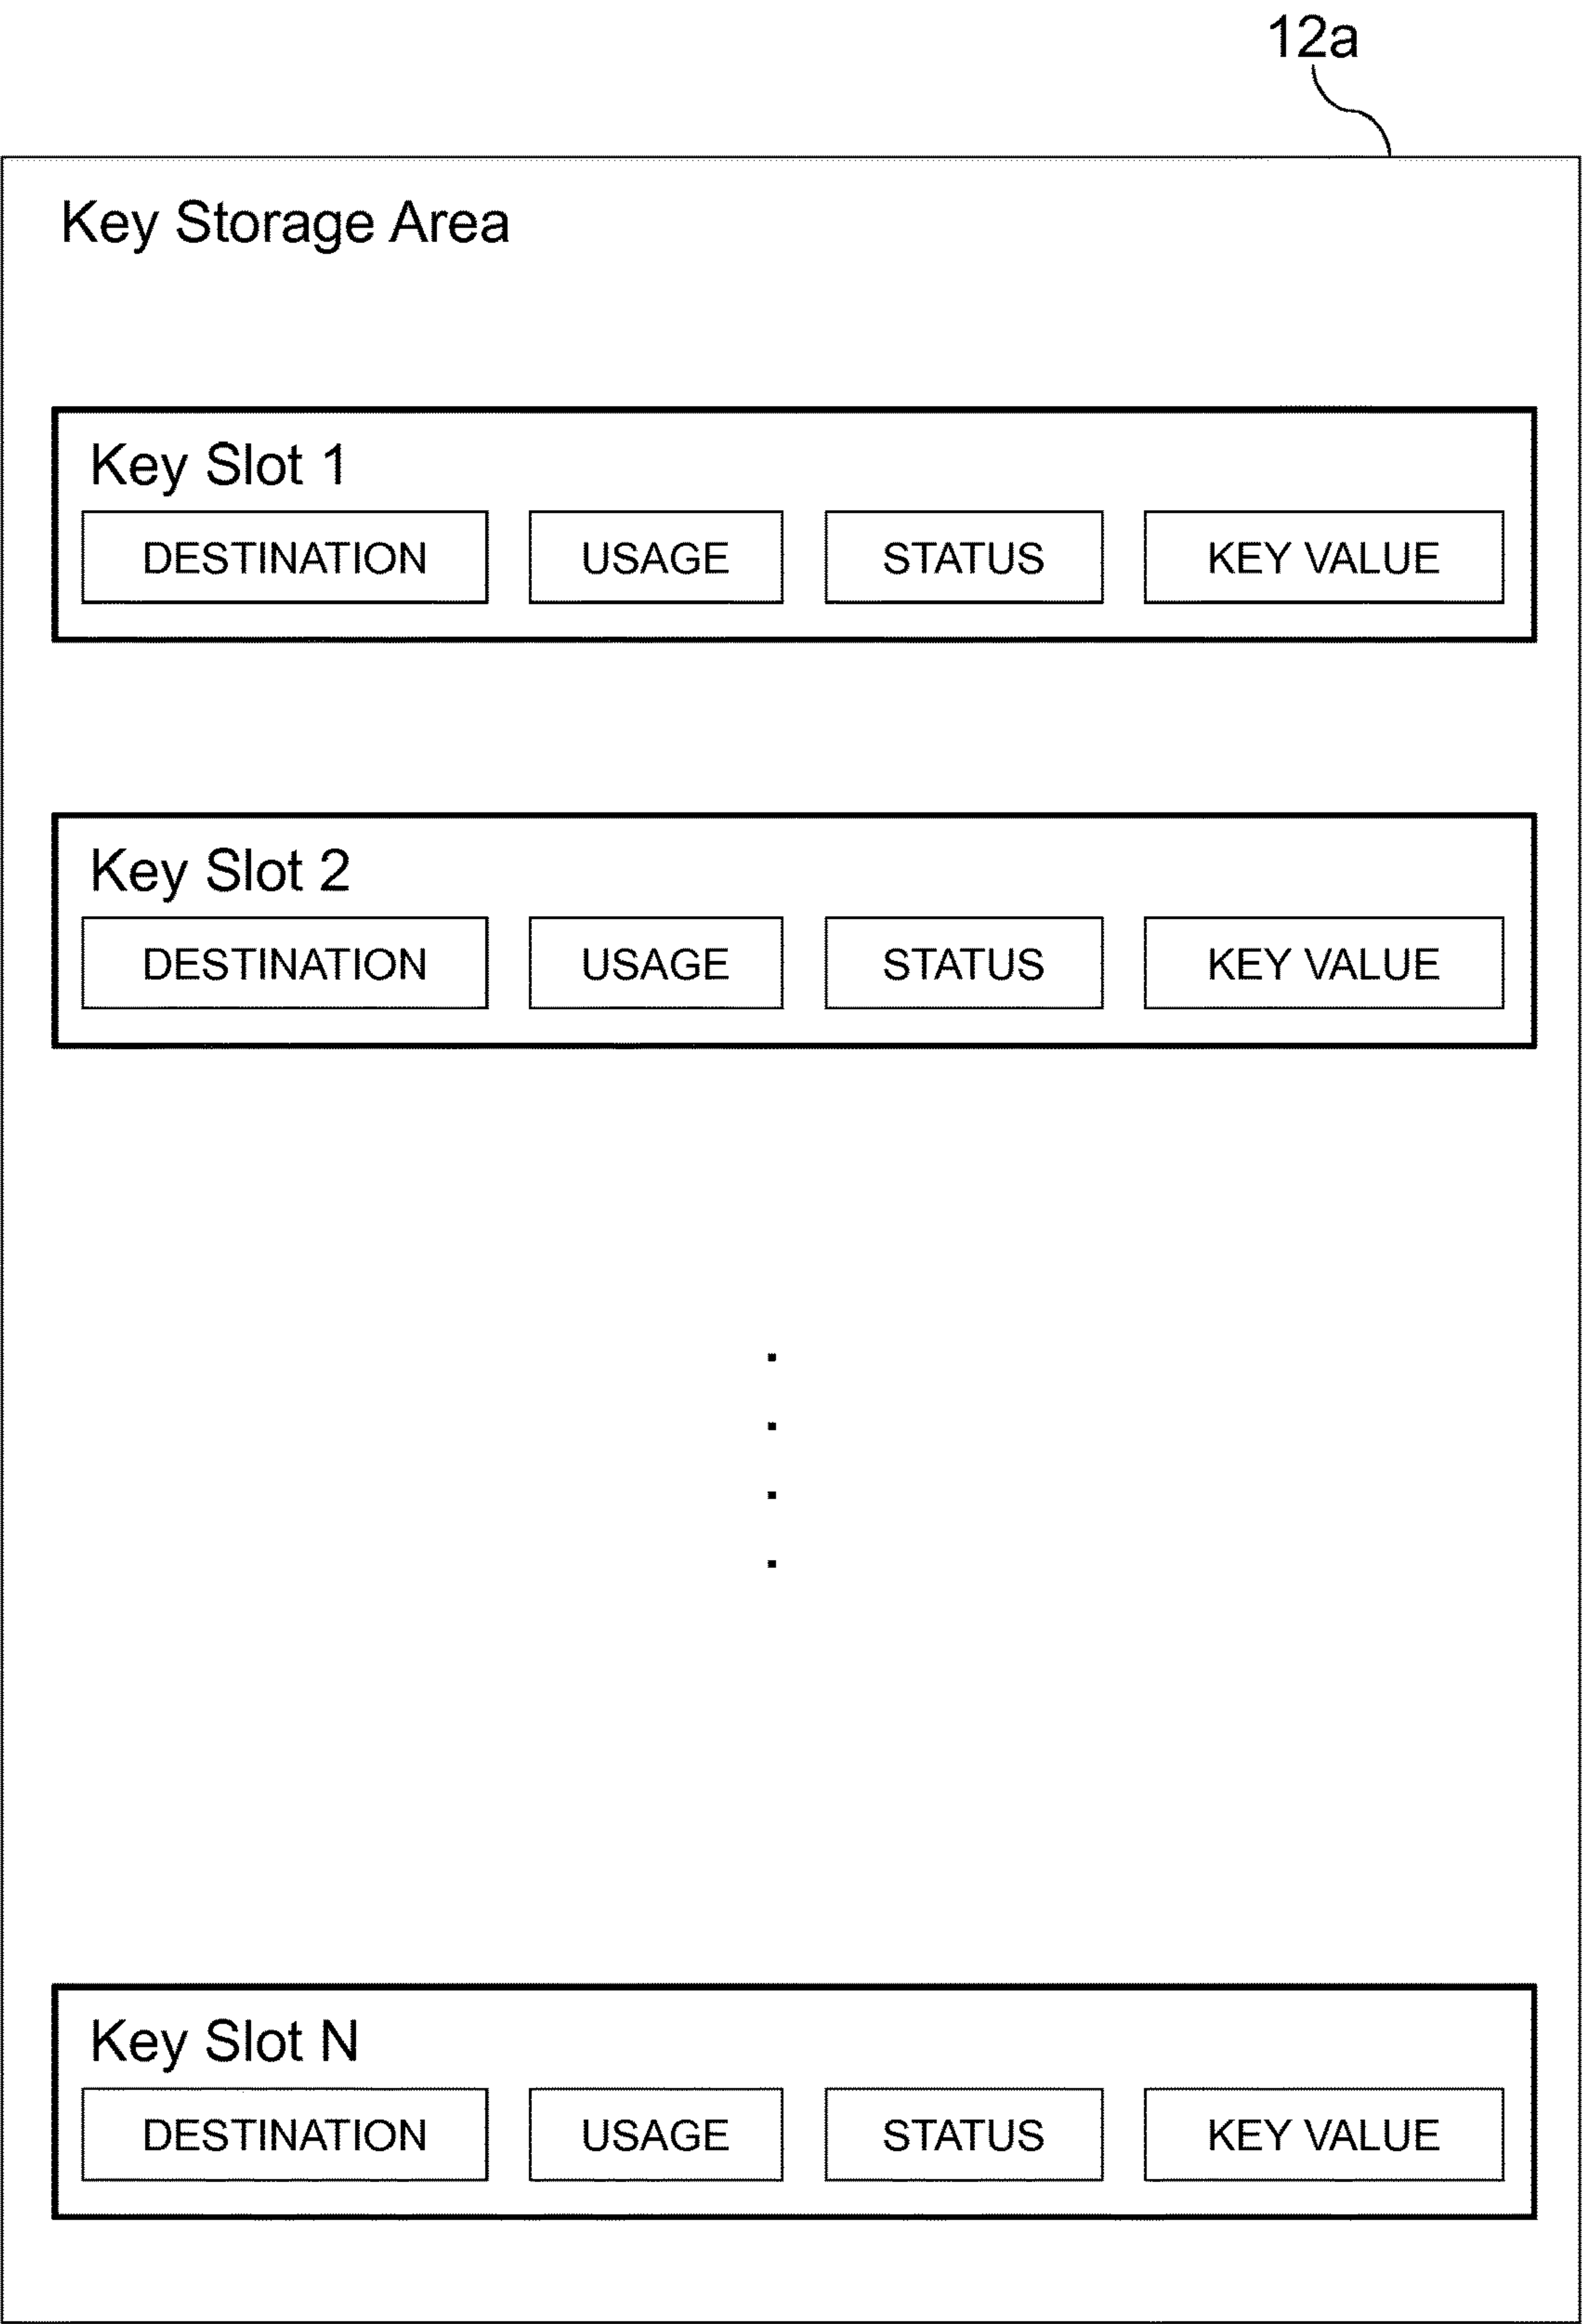 12a
Key Storage Area
Key Slot 1
DESTINATION USAGE STATUS KEY VALUE
Key Slot 2
DESTINATION USAGE STATUS KEY VALUE
Key Slot N
DESTINATION USAGE STATUS KEY VALUE